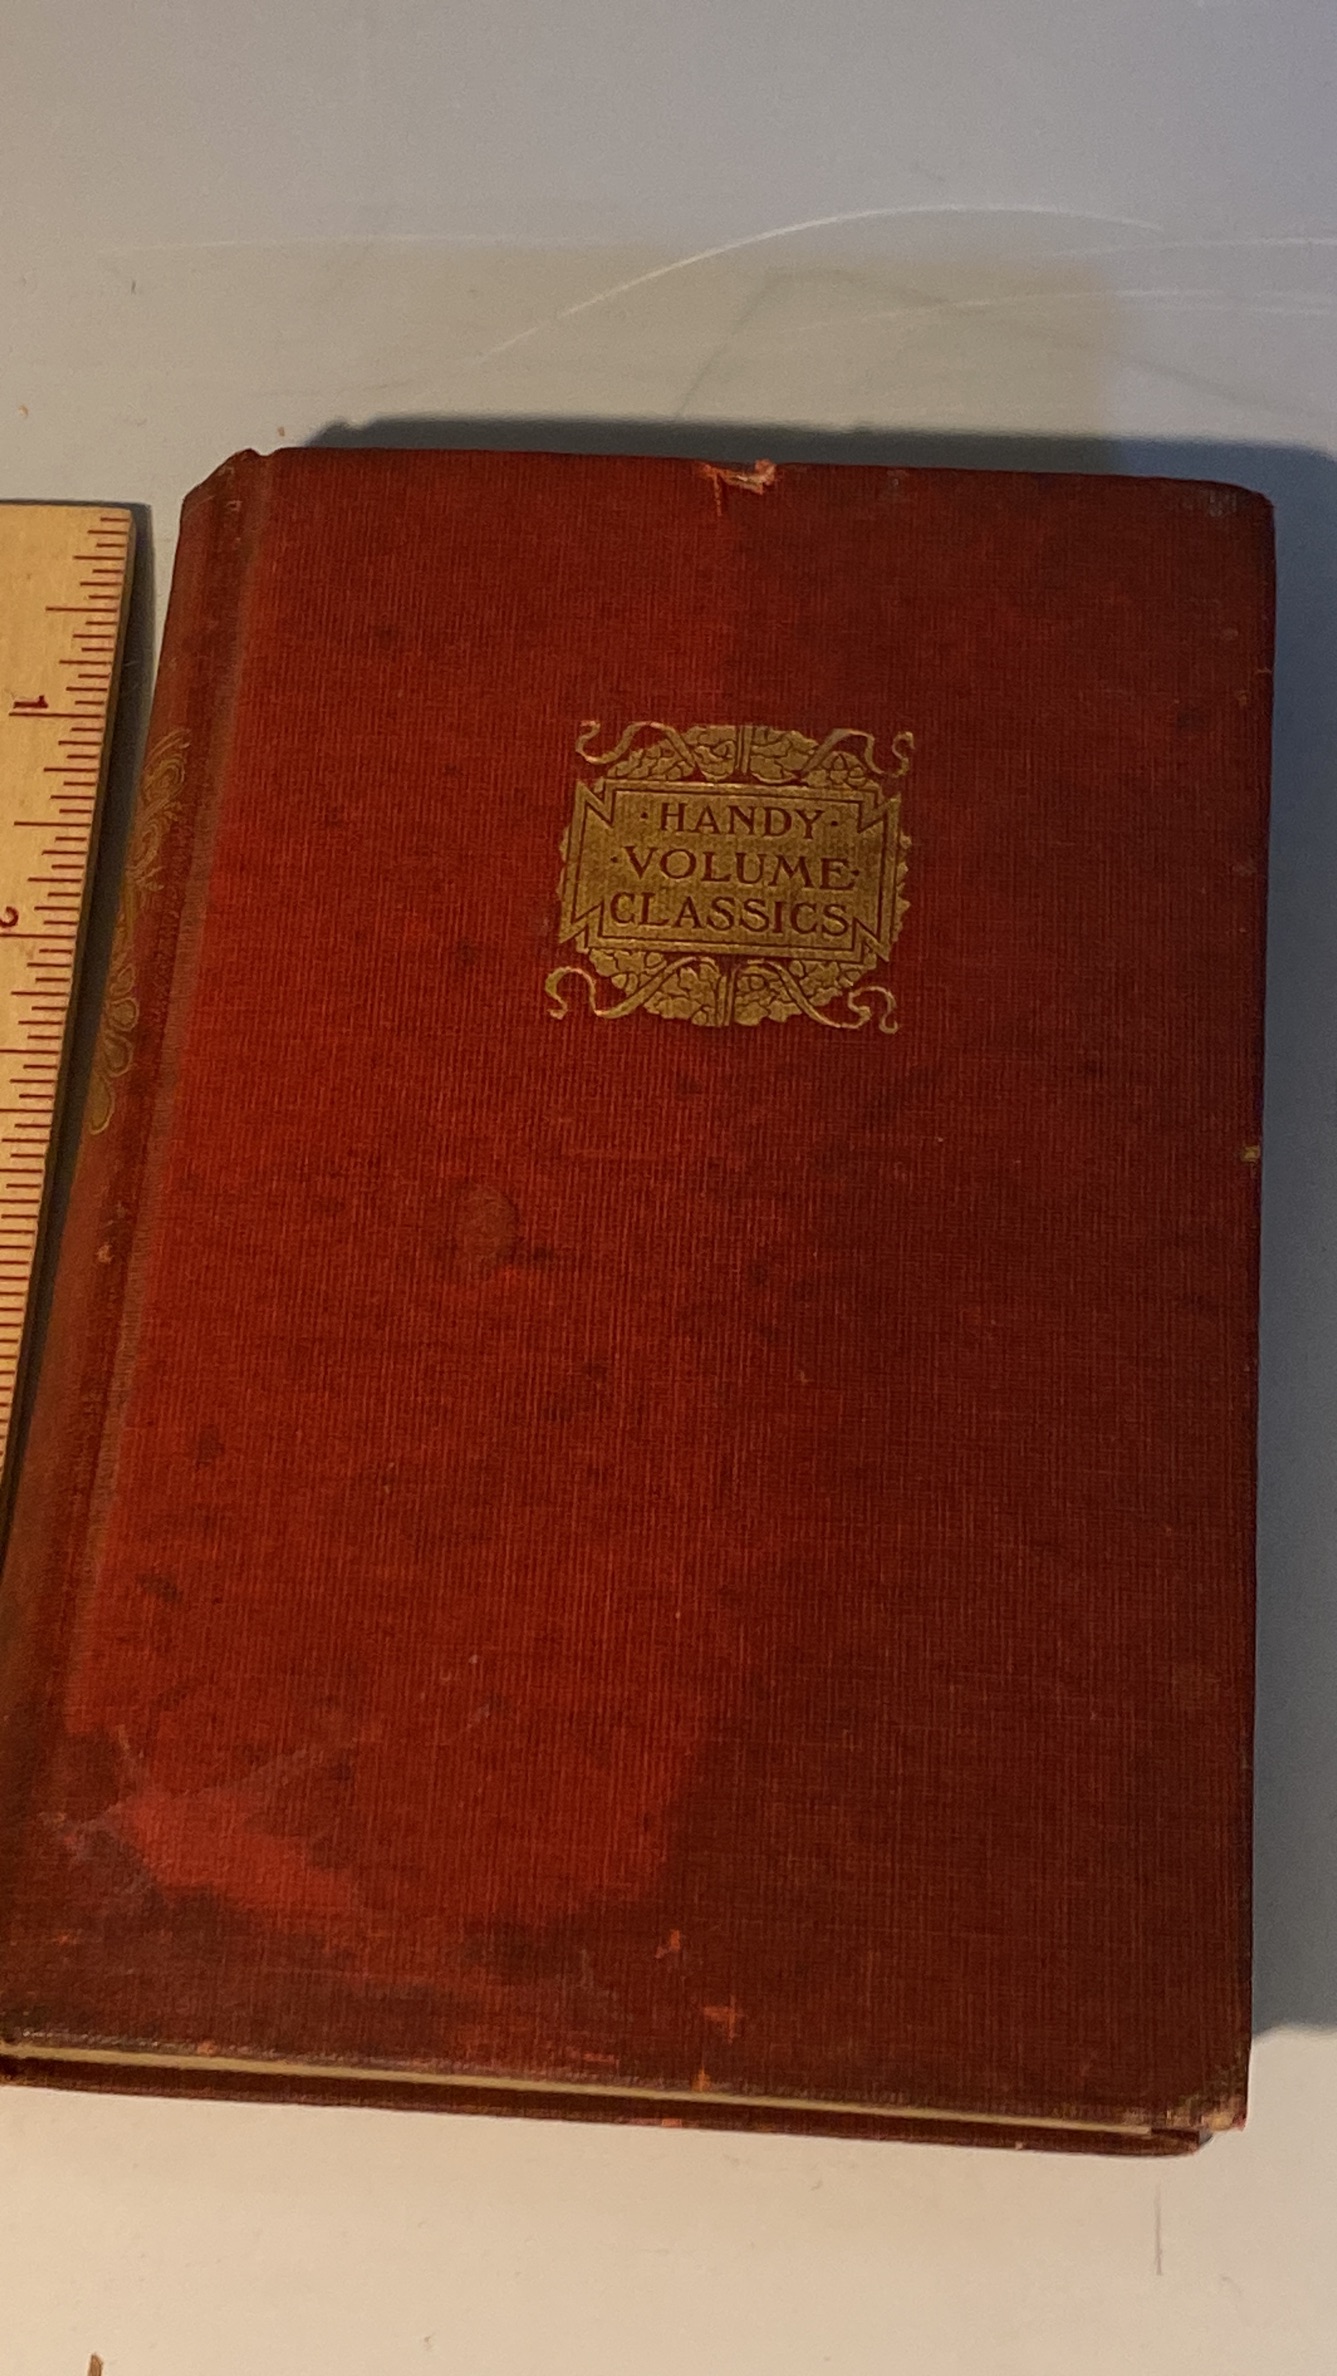 ·HANDY·
·VOLUME·
CLASSICS
1
2